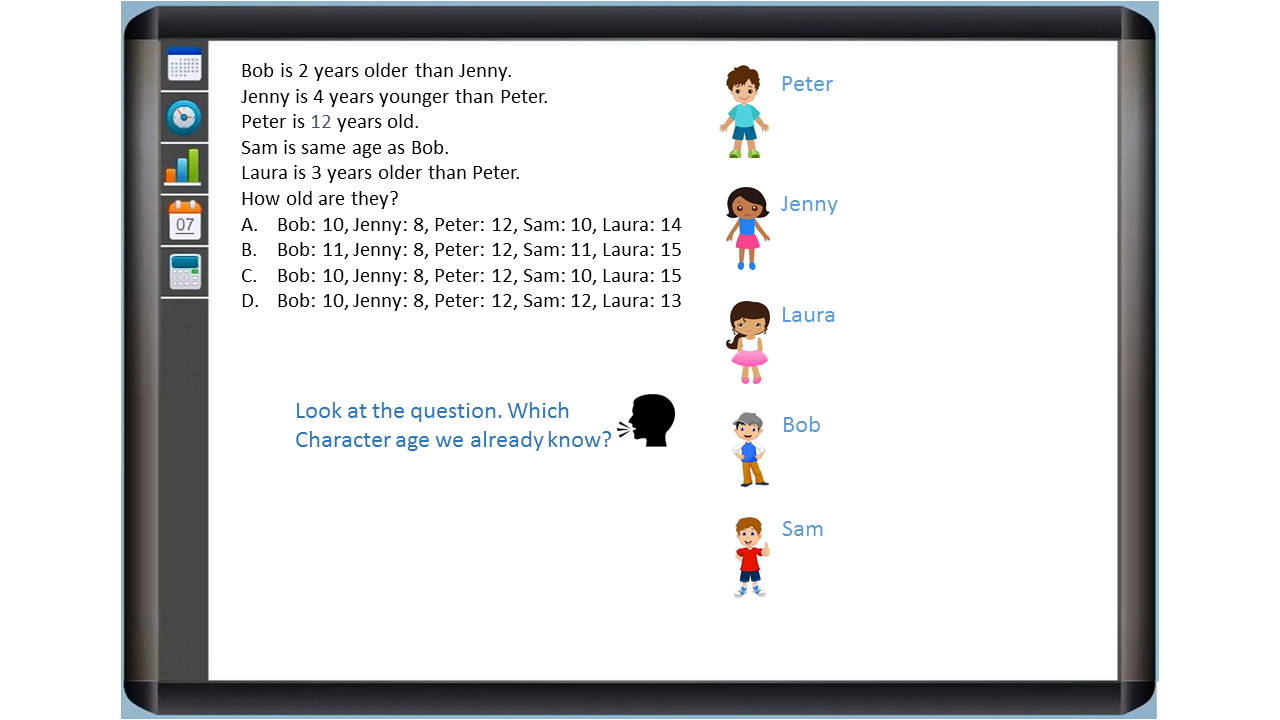 Bob is 2 years older than Jenny.
Jenny is 4 years younger than Peter.
Peter is 12 years old.
Sam is same age as Bob.
Laura is 3 years older than Peter.
How old are they?
A. Bob: 10, Jenny: 8, Peter: 12, Sam: 10, Laura: 14
B. Bob: 11, Jenny: 8, Peter: 12, Sam: 11, Laura: 15
C. Bob: 10, Jenny: 8, Peter: 12, Sam: 10, Laura: 15
D. Bob: 10, Jenny: 8, Peter: 12, Sam: 12, Laura: 13
Look at the question. Which
Character age we already know?
Peter
Jenny
Laura
Bob
Sam
07